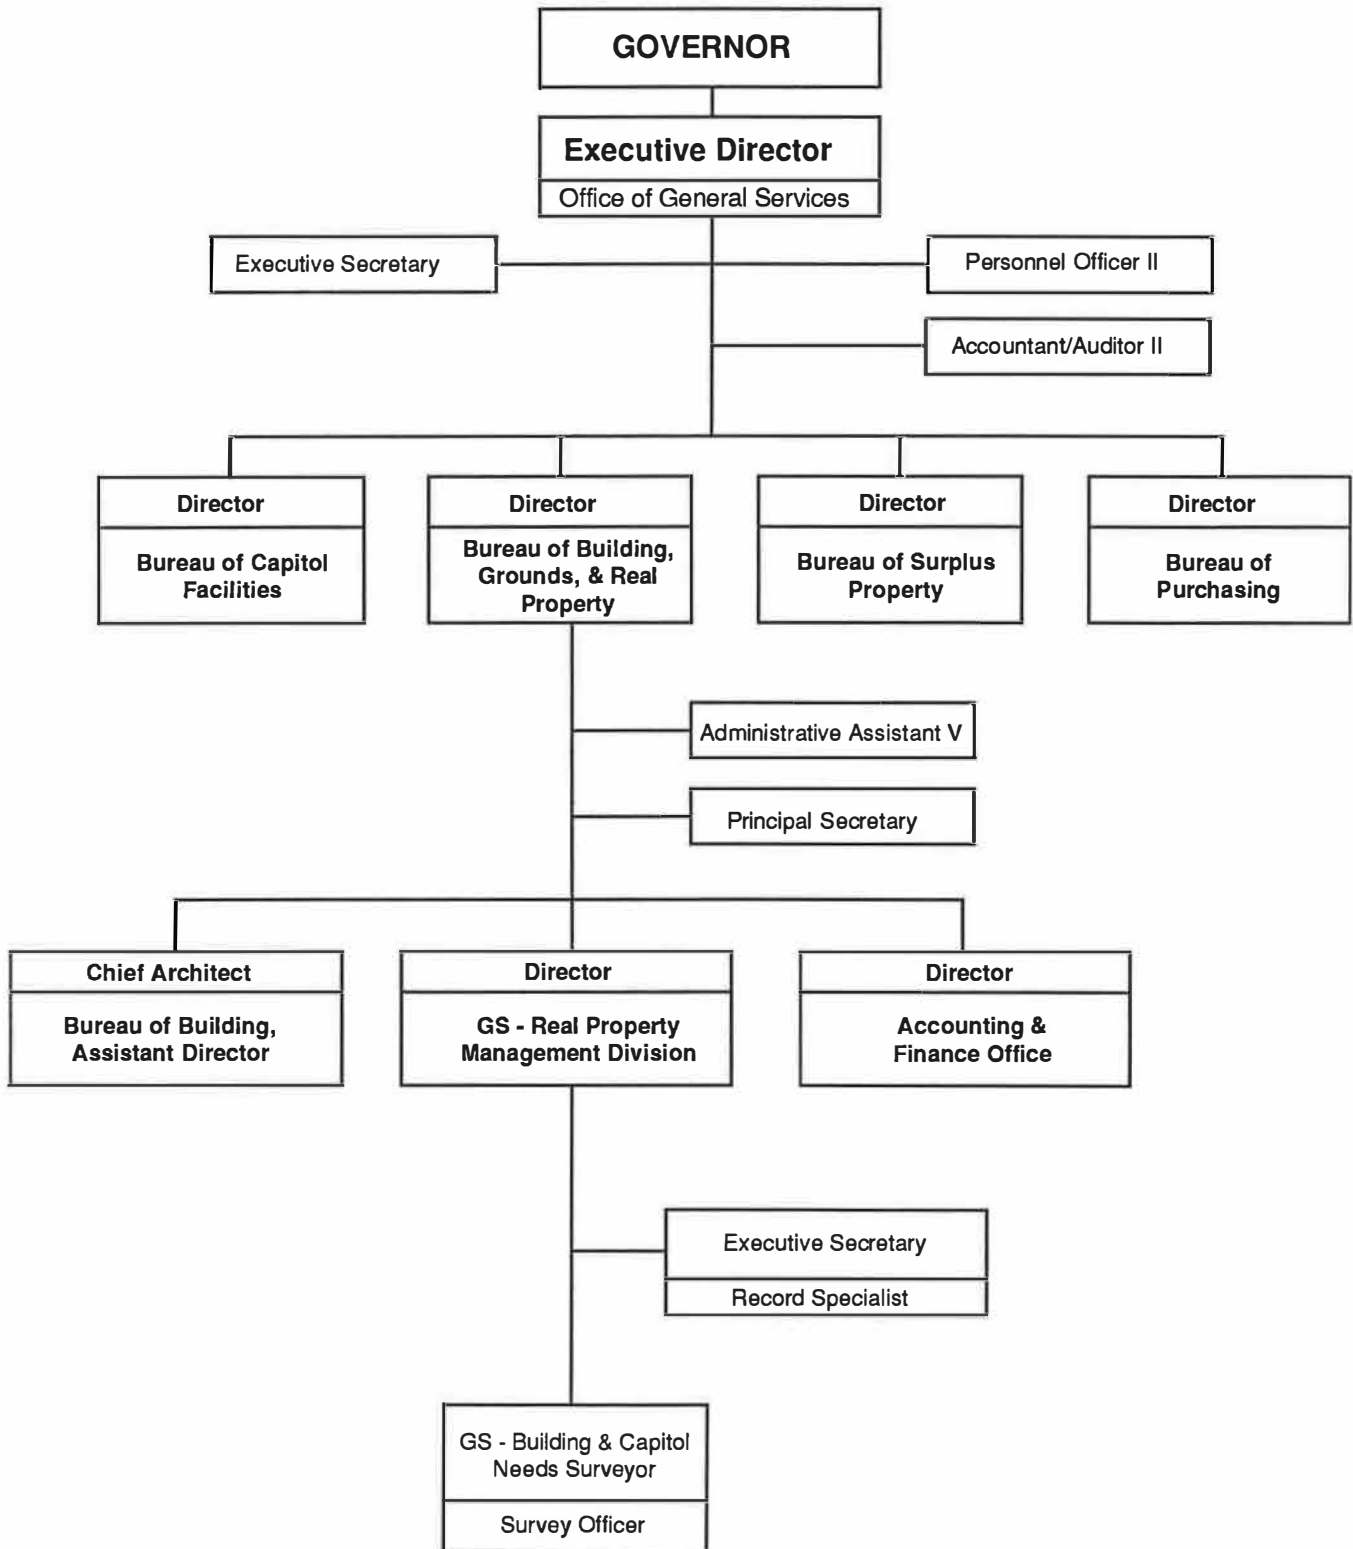 GOVERNOR
Executive Director
Office of General Services
Executive Secretary
Personnel Officer II
Accountant/Auditor II
Director
Bureau of Capitol
Facilities
Director
Bureau of Building,
Grounds, & Real
Property
Director
Bureau of Surplus
Property
Director
Bureau of
Purchasing
Administrative Assistant V
Principal Secretary
Chief Architect
Bureau of Building,
Assistant Director
Director
GS - Real Property
Management Division
Director
Accounting &
Finance Office
Executive Secretary
Record Specialist
GS - Building & Capitol
Needs Surveyor
Survey Officer